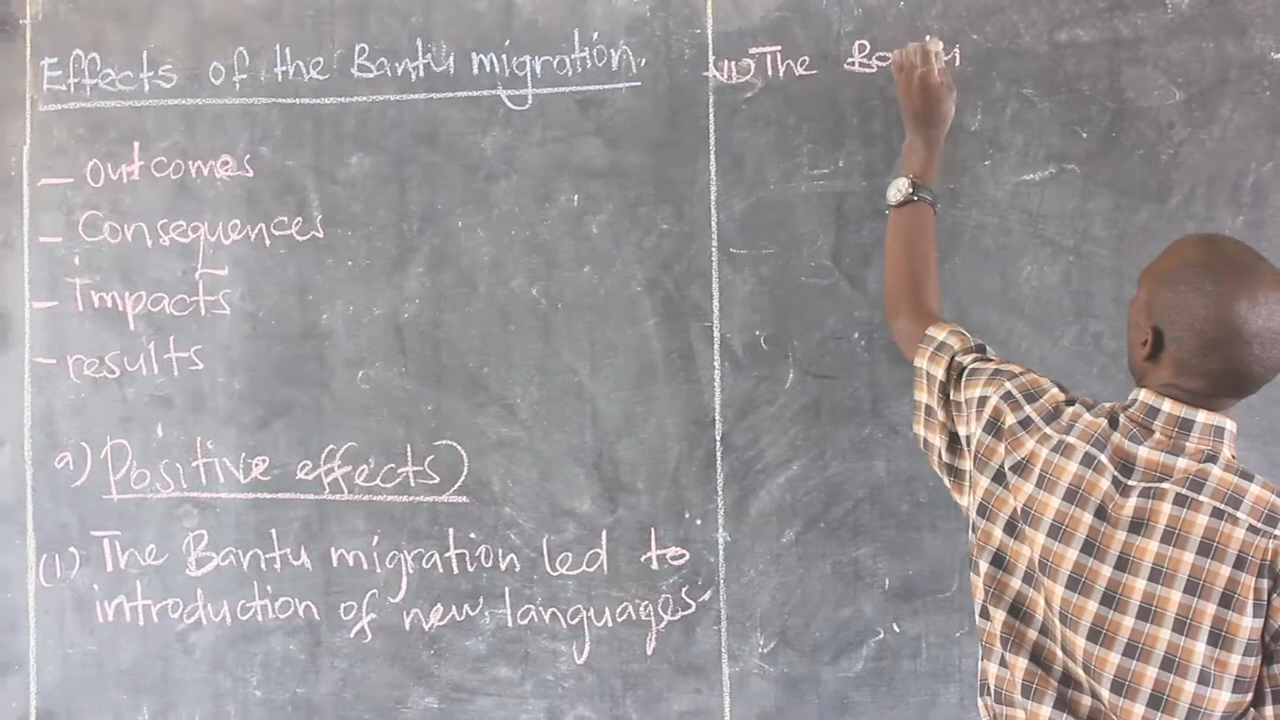 Effects of the Bantu migration.
- outcomes
- Consequences
- Impacts
- results
a) Positive effects)
(1) The Bantu migration led to
introduction of new languages
The